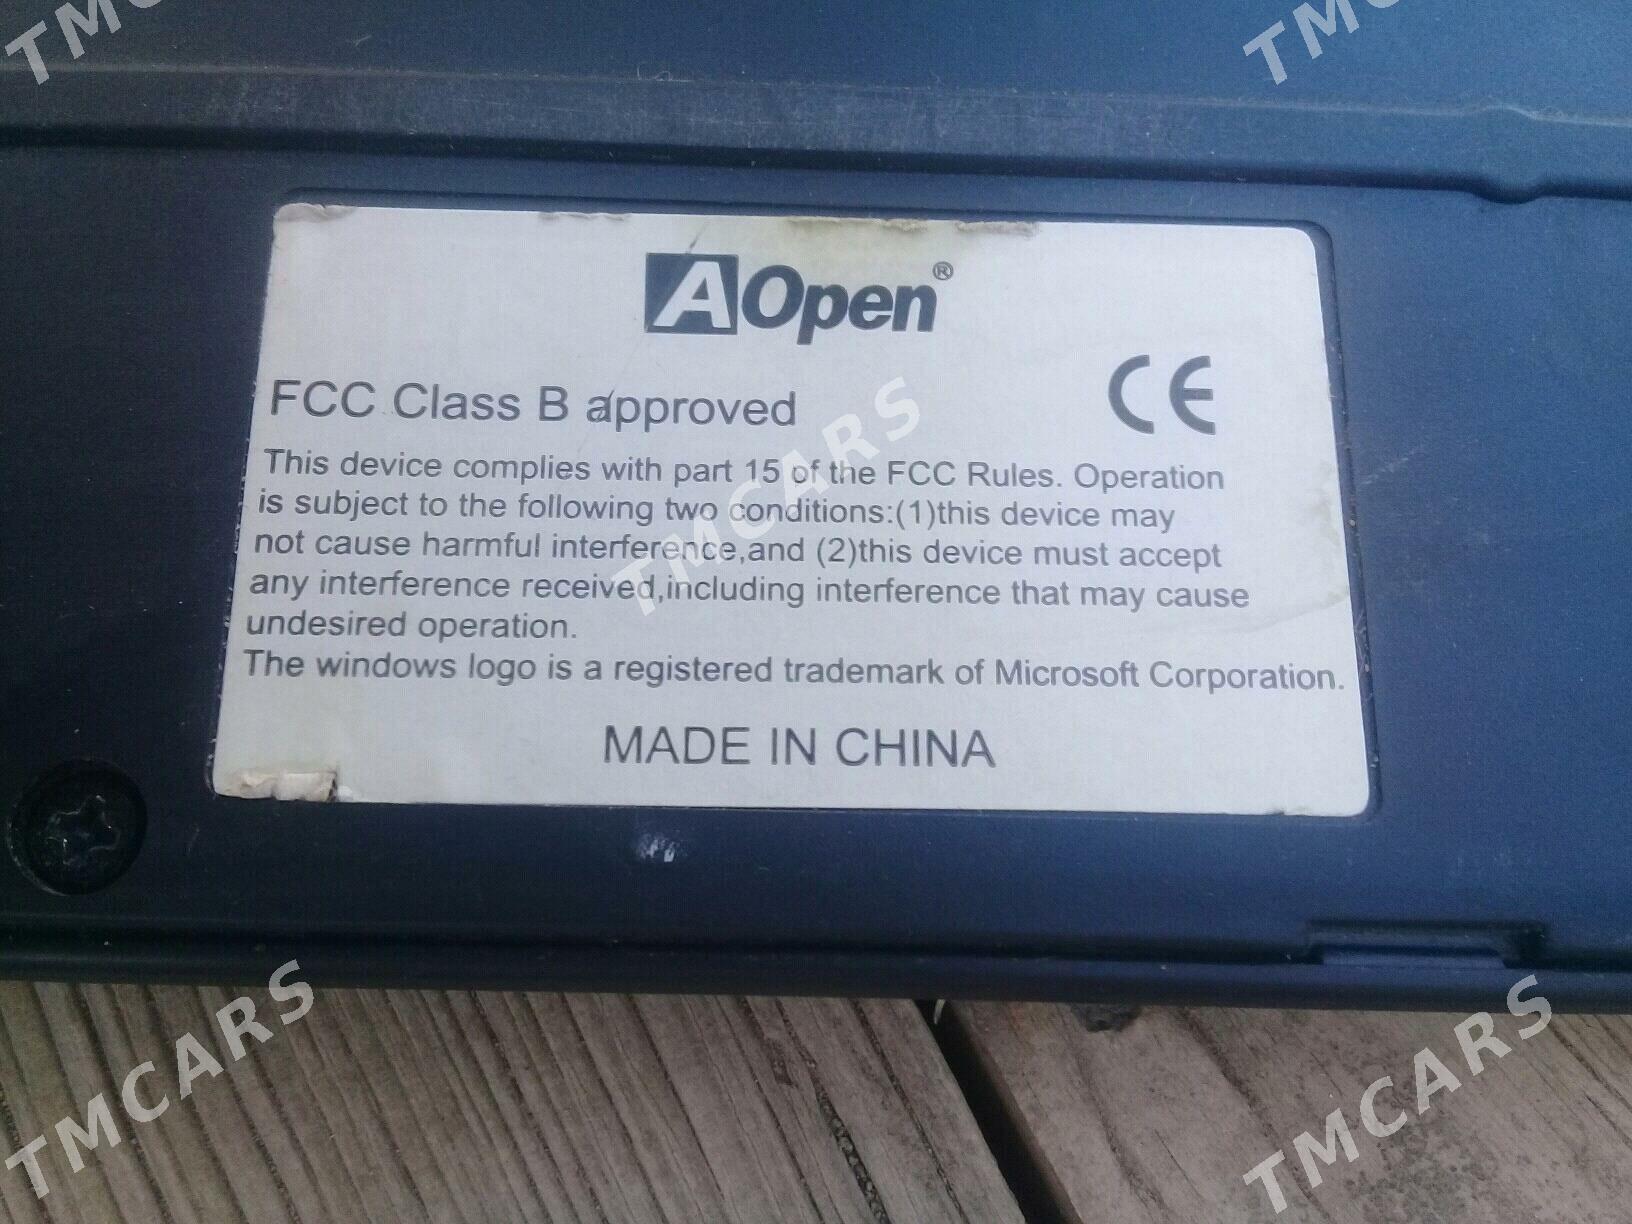 TMCARS
TMCARS
AOpen®
CE
FCC Class B approved
This device complies with part 15 of the FCC Rules. Operation
is subject to the following two conditions:(1)this device may
not cause harmful interference,and (2)this device must accept
any interference received,including interference that may cause
undesired operation.
The windows logo is a registered trademark of Microsoft Corporation.
MADE IN CHINA
TMCARS
TMCARS
TMCARS